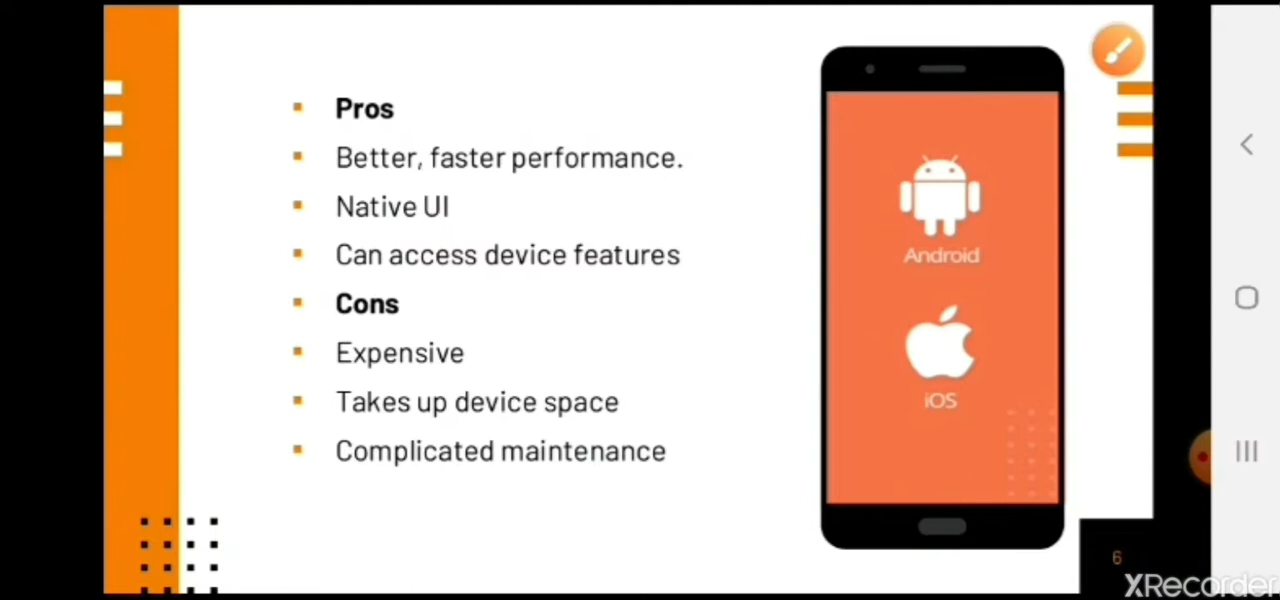 Pros
Better, faster performance.
Native UI
Can access device features
Cons
Expensive
Takes up device space
Complicated maintenance
Android
iOS
6
XRecorder